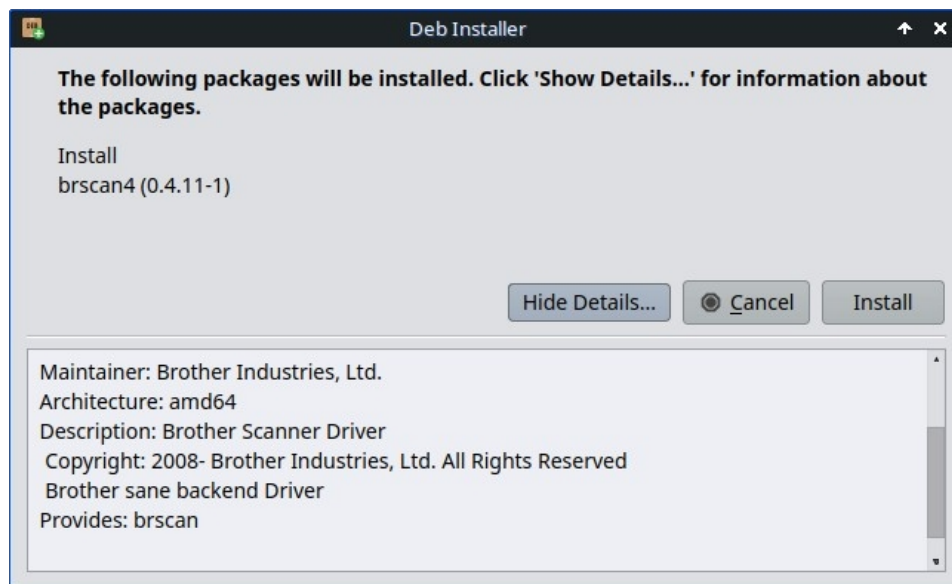 Deb Installer
The following packages will be installed. Click 'Show Details...' for information about
the packages.
Install
brscan4 (0.4.11-1)
Hide Details...
Cancel
Install
Maintainer: Brother Industries, Ltd.
Architecture: amd64
Description: Brother Scanner Driver
Copyright: 2008- Brother Industries, Ltd. All Rights Reserved
Brother sane backend Driver
Provides: brscan